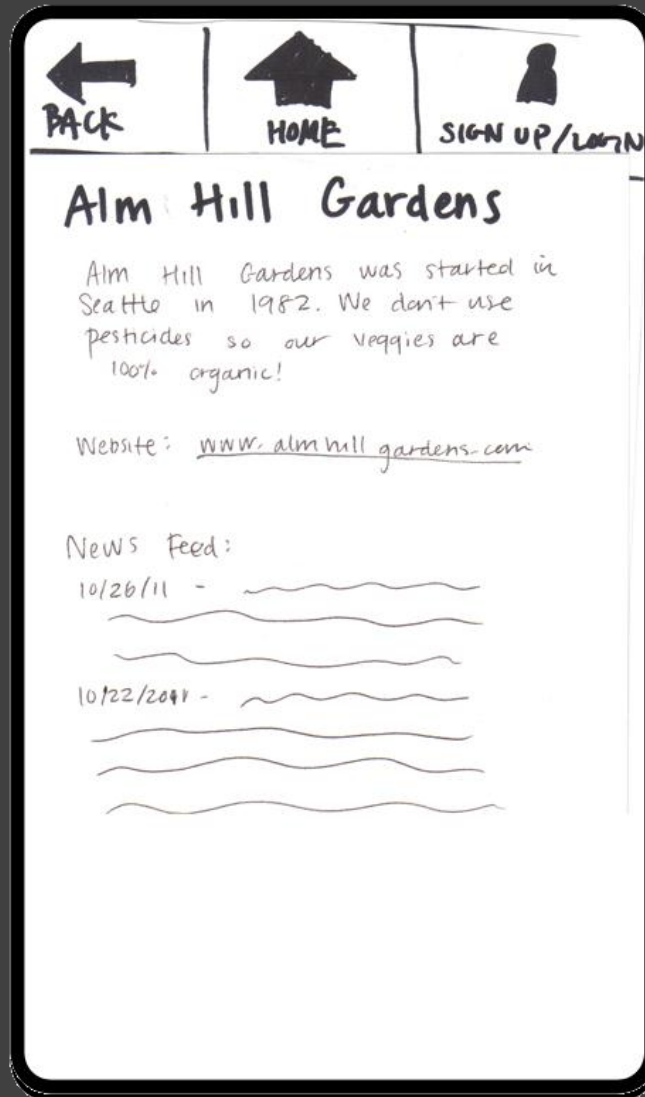 BACK
HOME
SIGN UP/LOGIN
Alm Hill Gardens
Alm Hill Gardens was started in
Seattle in 1982. We don't use
pesticides so our veggies are
100% organic!
Website: www.almhillgardens.com
News Feed:
10/26/11 -
10/22/2011 -